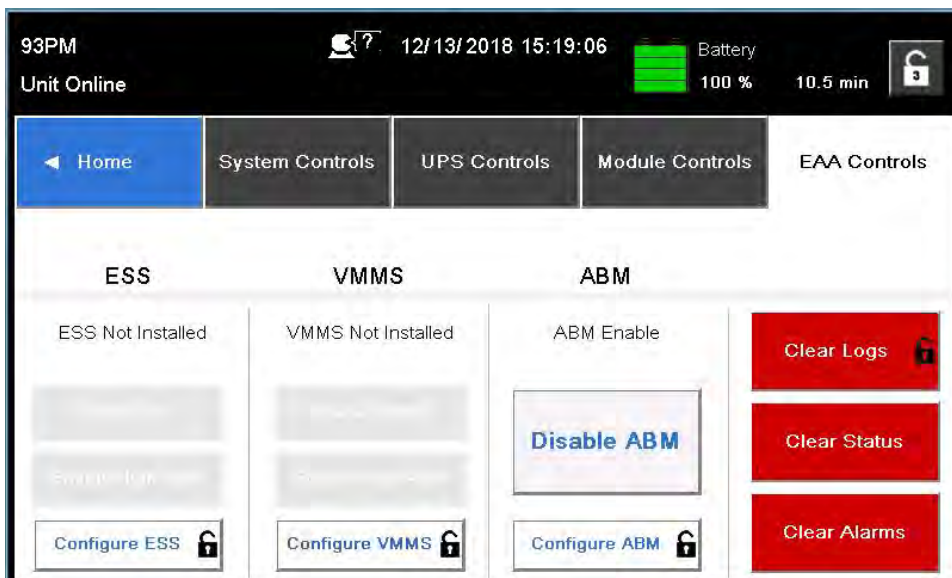 93PM ? 12/13/2018 15:19:06 Battery
Unit Online 100 % 10.5 min 3
Home System Controls UPS Controls Module Controls EAA Controls
ESS VMMS ABM
ESS Not Installed VMMS Not Installed ABM Enable
Clear Logs
Disable ABM Clear Status
Configure ESS Configure VMMS Configure ABM Clear Alarms